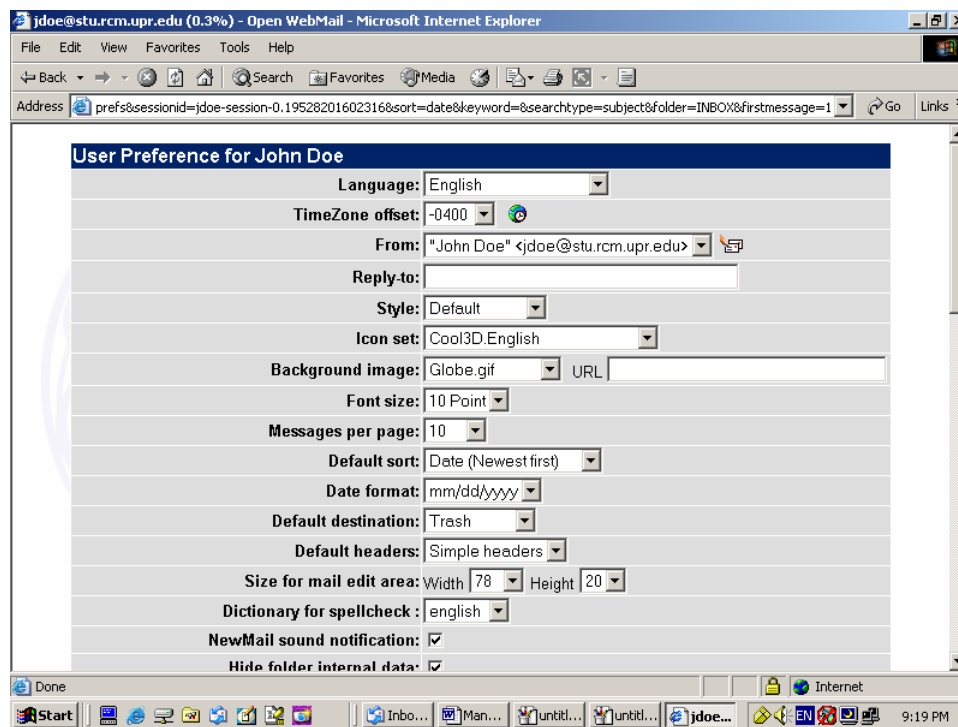 jdoe@stu.rcm.upr.edu (0.3%) - Open WebMail - Microsoft Internet Explorer
File Edit View Favorites Tools Help
Back Search Favorites Media
Address prefs&sessionid=jdoe-session-0.19528201602316&sort=date&keyword=&searchtype=subject&folder=INBOX&firstmessage=1 Go Links
User Preference for John Doe
Language: English
TimeZone offset: -0400
From: "John Doe" <jdoe@stu.rcm.upr.edu>
Reply-to:
Style: Default
Icon set: Cool3D.English
Background image: Globe.gif URL
Font size: 10 Point
Messages per page: 10
Default sort: Date (Newest first)
Date format: mm/dd/yyyy
Default destination: Trash
Default headers: Simple headers
Size for mail edit area: Width 78 Height 20
Dictionary for spellcheck : english
NewMail sound notification:
Hide folder internal data:
Done Internet
Start Inbo... Man... untitl... untitl... jdoe... EN 9:19 PM